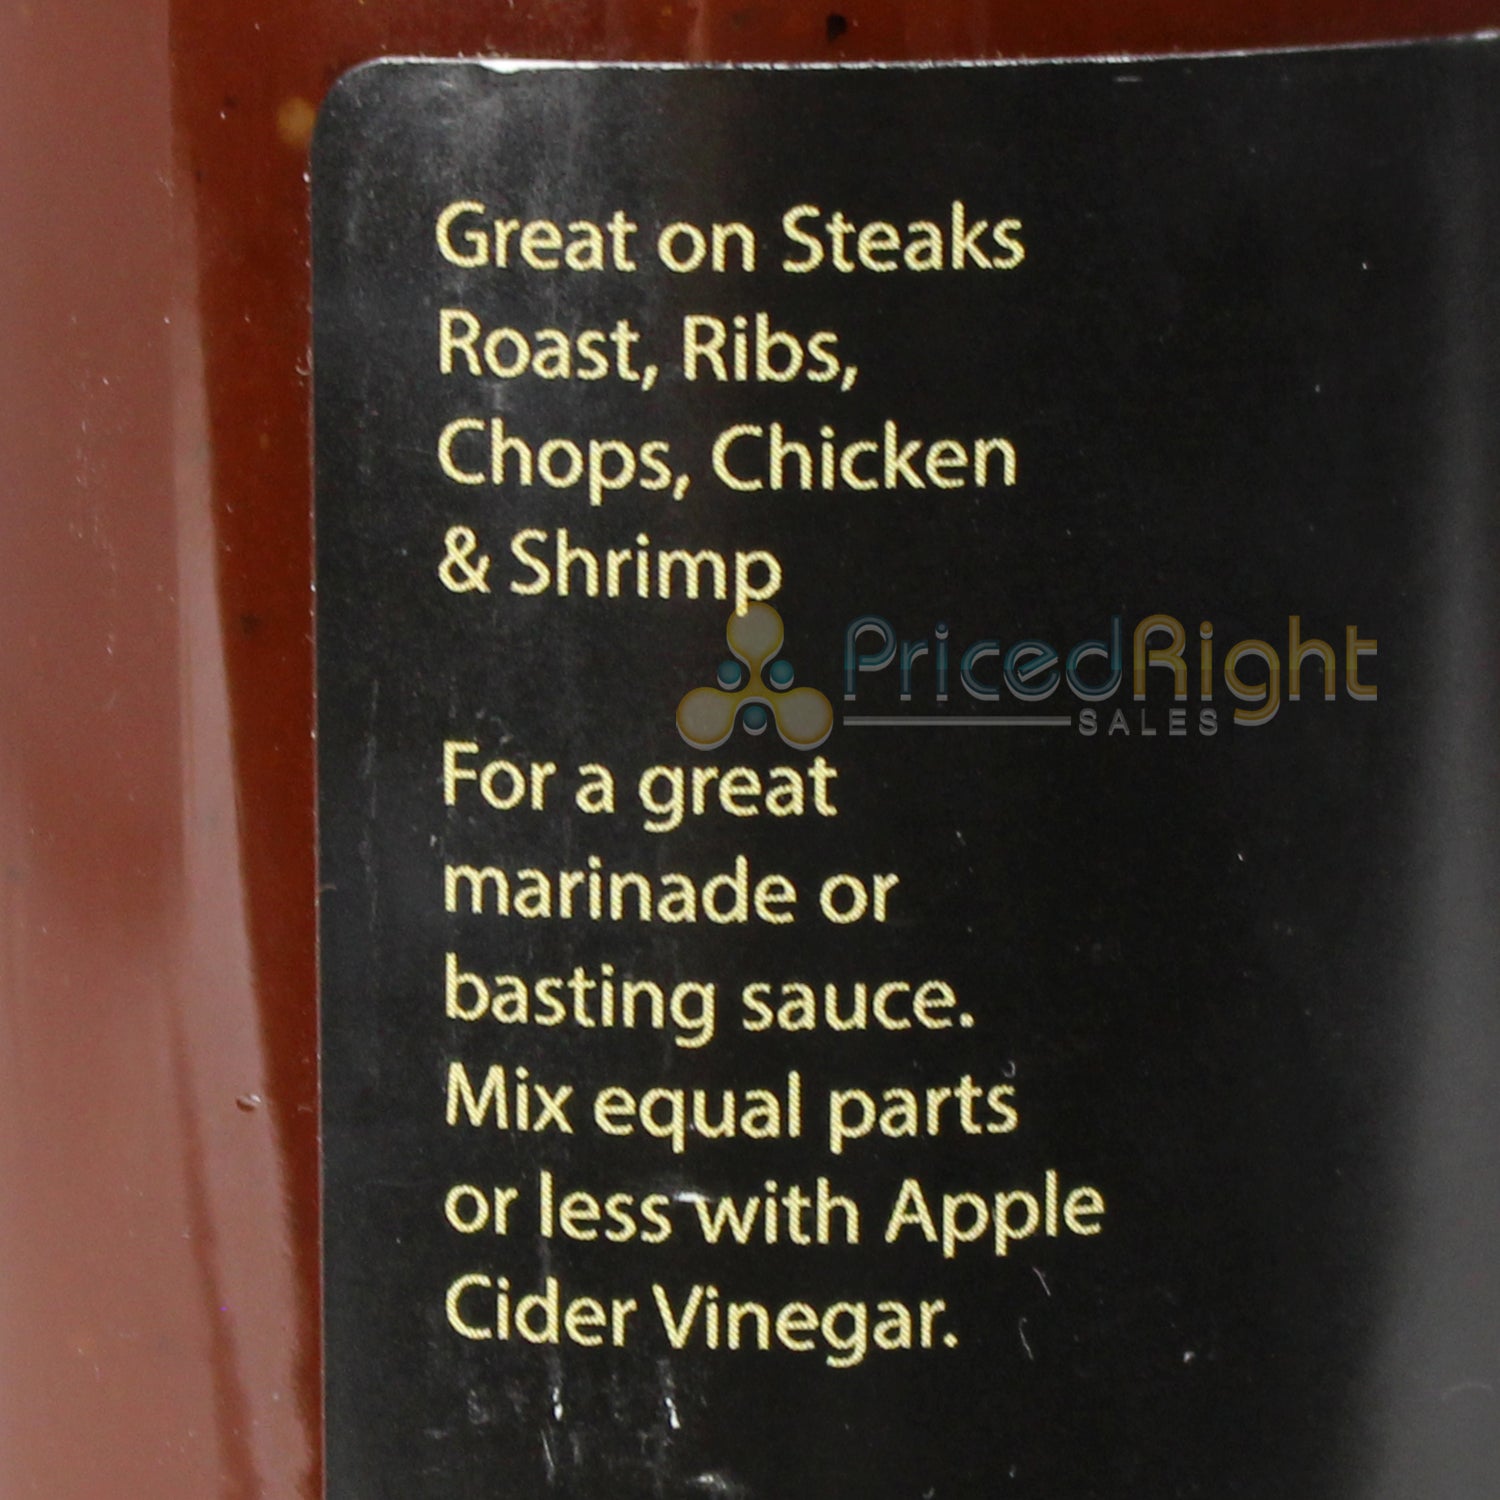 Great on Steaks
Roast, Ribs,
Chops, Chicken
& Shrimp
PricedRight
SALES
For a great
marinade or
basting sauce.
Mix equal parts
or less with Apple
Cider Vinegar.